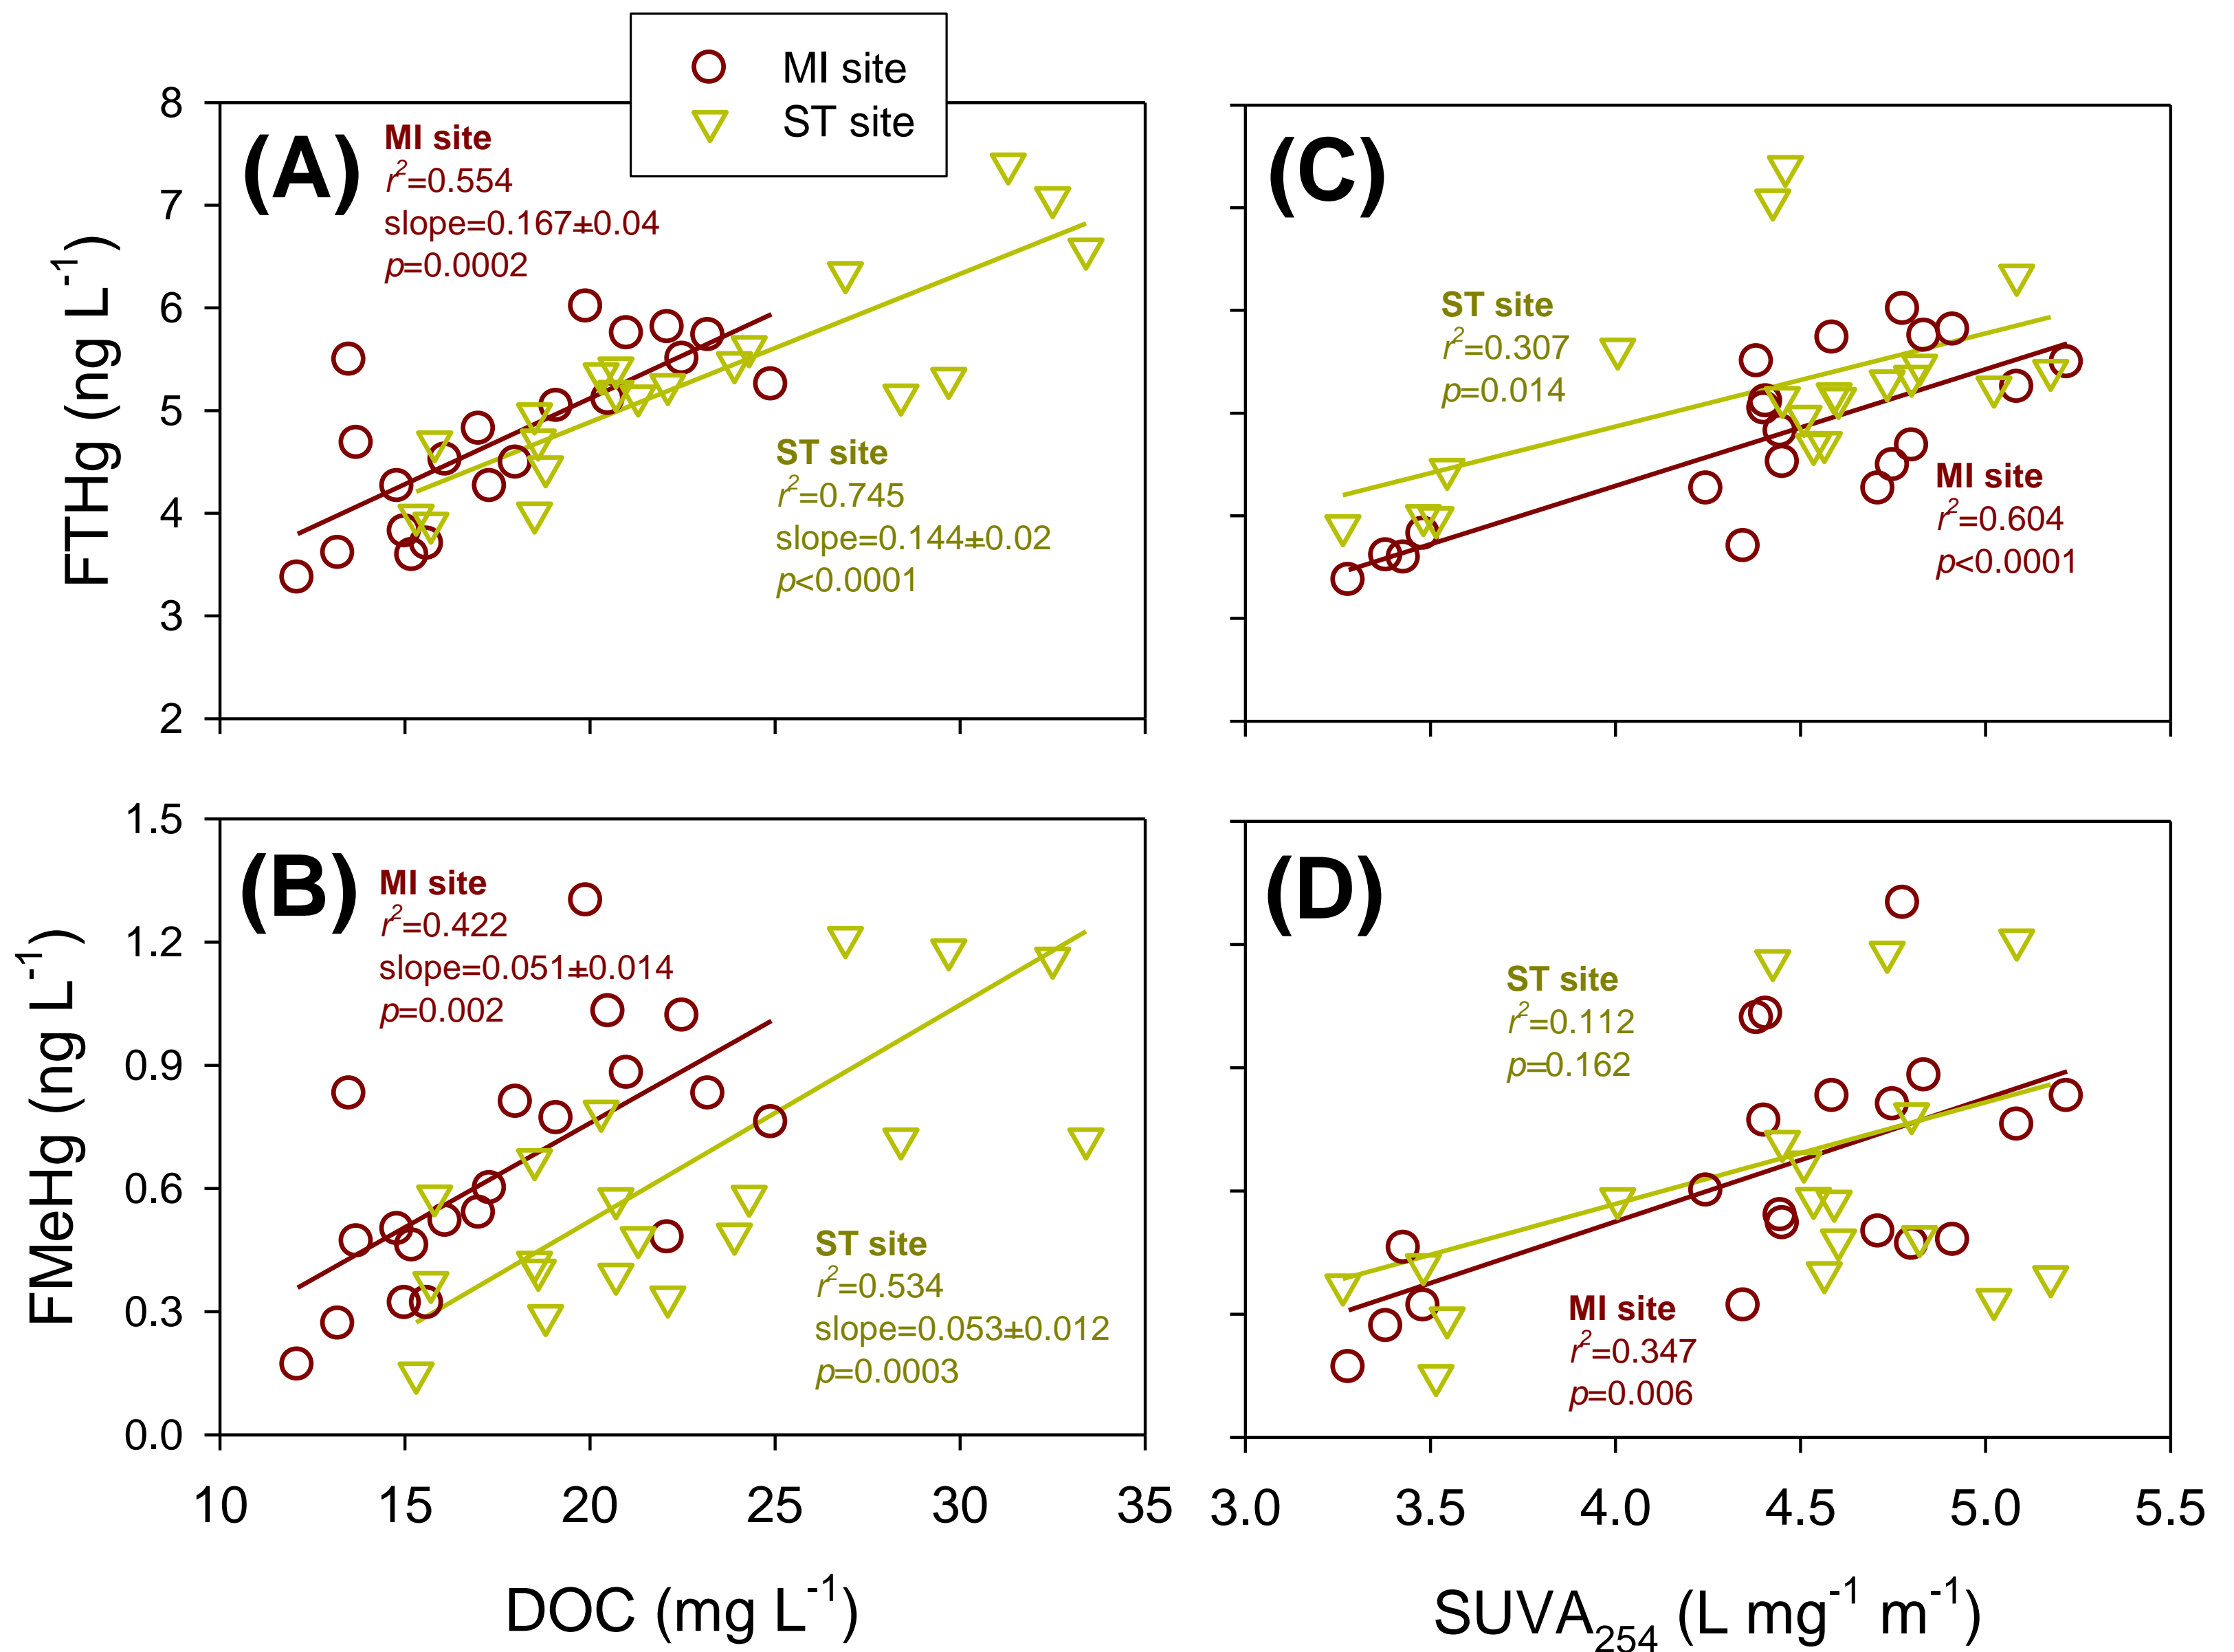 MI site
ST site
(A)
MI site
r²=0.554
slope=0.167±0.04
p=0.0002
ST site
r²=0.745
slope=0.144±0.02
p<0.0001
8
7
6
5
4
3
2
FTHg (ng L⁻¹)
(C)
ST site
r²=0.307
p=0.014
MI site
r²=0.604
p<0.0001
(B)
MI site
r²=0.422
slope=0.051±0.014
p=0.002
ST site
r²=0.534
slope=0.053±0.012
p=0.0003
1.5
1.2
0.9
0.6
0.3
0.0
FMeHg (ng L⁻¹)
10 15 20 25 30 35
DOC (mg L⁻¹)
(D)
ST site
r²=0.112
p=0.162
MI site
r²=0.347
p=0.006
3.0 3.5 4.0 4.5 5.0 5.5
SUVA₂₅₄ (L mg⁻¹ m⁻¹)